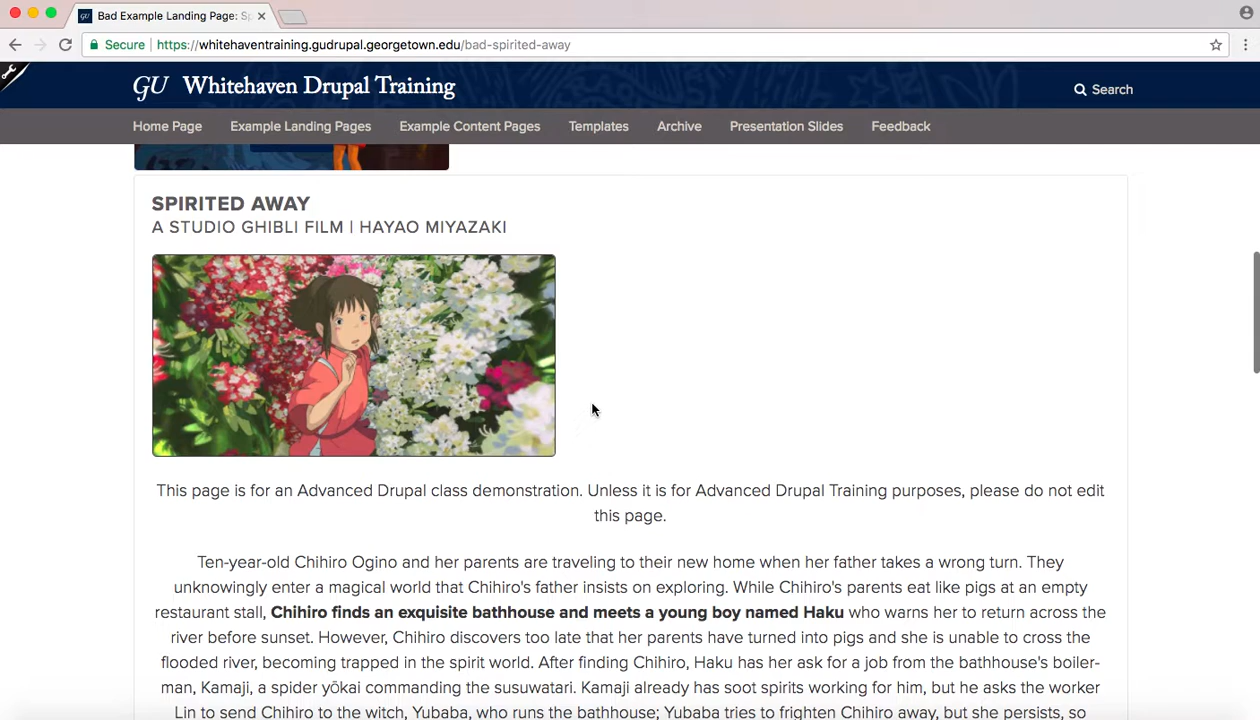 Bad Example Landing Page: Sp
Secure https://whitehaventraining.gudrupal.georgetown.edu/bad-spirited-away
GU Whitehaven Drupal Training
Search
Home Page Example Landing Pages Example Content Pages Templates Archive Presentation Slides Feedback
SPIRITED AWAY
A STUDIO GHIBLI FILM | HAYAO MIYAZAKI
This page is for an Advanced Drupal class demonstration. Unless it is for Advanced Drupal Training purposes, please do not edit
this page.
Ten-year-old Chihiro Ogino and her parents are traveling to their new home when her father takes a wrong turn. They
unknowingly enter a magical world that Chihiro's father insists on exploring. While Chihiro's parents eat like pigs at an empty
restaurant stall, Chihiro finds an exquisite bathhouse and meets a young boy named Haku who warns her to return across the
river before sunset. However, Chihiro discovers too late that her parents have turned into pigs and she is unable to cross the
flooded river, becoming trapped in the spirit world. After finding Chihiro, Haku has her ask for a job from the bathhouse's boiler-
man, Kamaji, a spider yōkai commanding the susuwatari. Kamaji already has soot spirits working for him, but he asks the worker
Lin to send Chihiro to the witch, Yubaba, who runs the bathhouse; Yubaba tries to frighten Chihiro away, but she persists, so